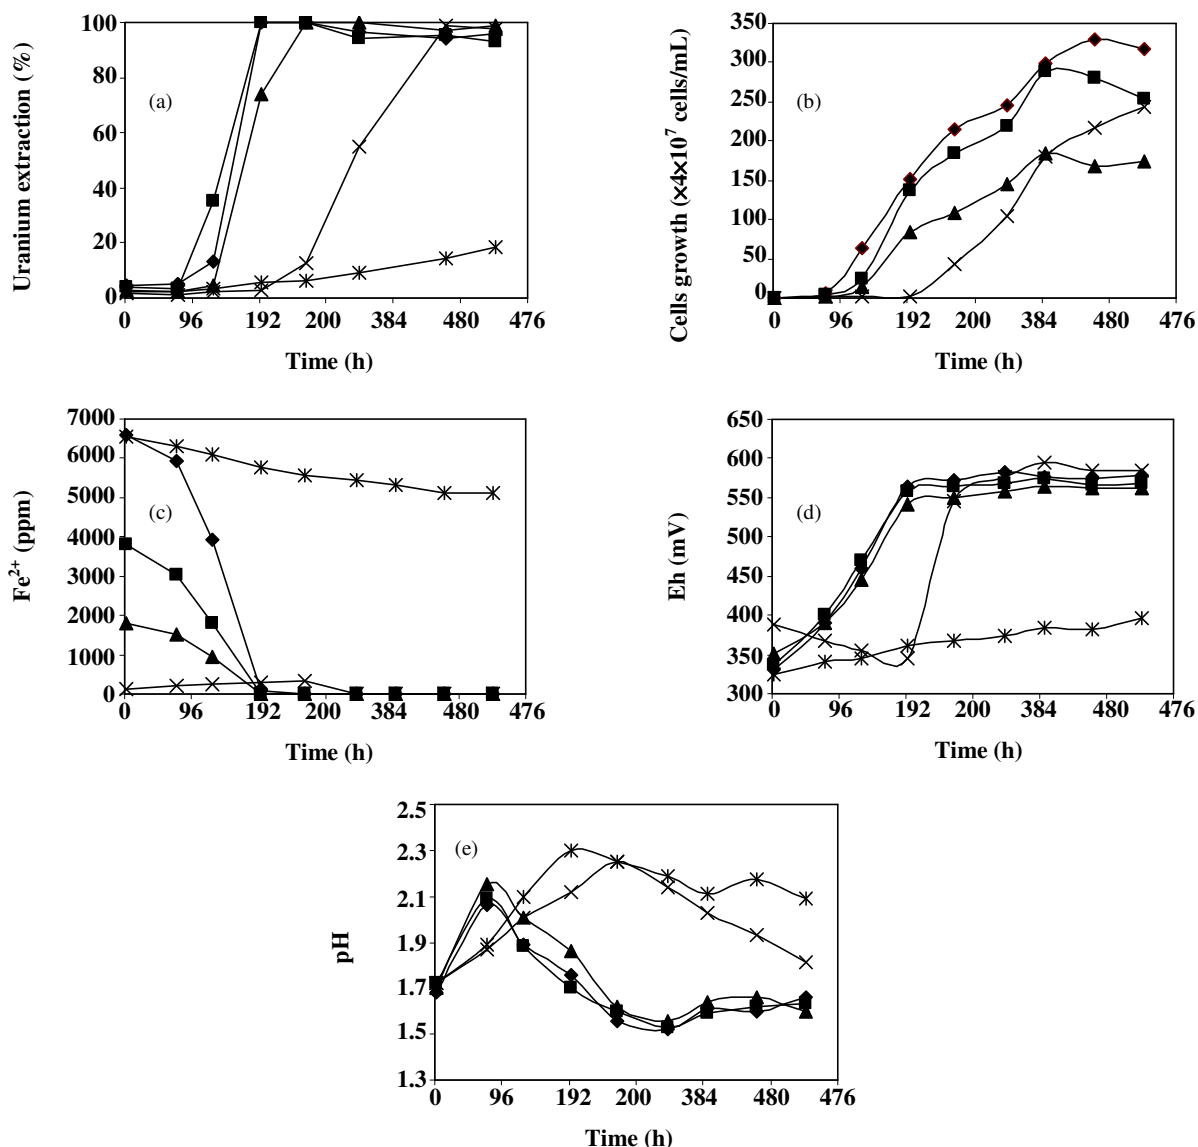 100
80
60
40
20
0
Uranium extraction (%)
(a)
0 96 192 200 384 480 476
Time (h)
350
300
250
200
150
100
50
0
Cells growth (×4×10⁷ cells/mL)
(b)
0 96 192 200 384 480 476
Time (h)
7000
6000
5000
4000
3000
2000
1000
0
Fe²⁺ (ppm)
(c)
0 96 192 200 384 480 476
Time (h)
650
600
550
500
450
400
350
300
Eh (mV)
(d)
0 96 192 200 384 480 476
Time (h)
2.5
2.3
2.1
1.9
1.7
1.5
1.3
pH
(e)
0 96 192 200 384 480 476
Time (h)